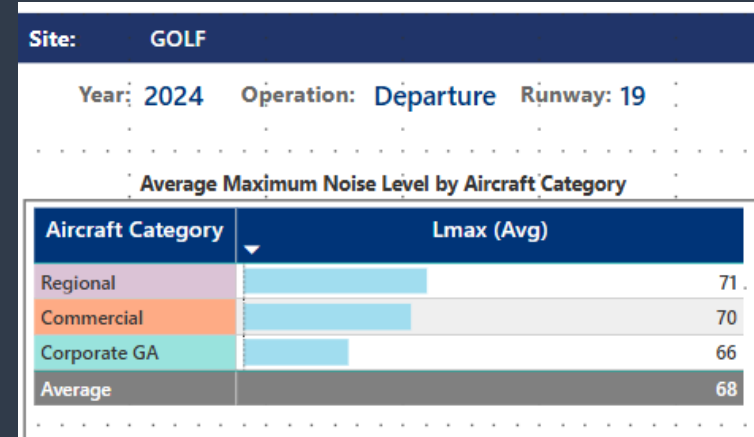 Site: GOLF
Year: 2024 Operation: Departure Runway: 19
Average Maximum Noise Level by Aircraft Category
Aircraft Category Lmax (Avg)
Regional 71
Commercial 70
Corporate GA 66
Average 68